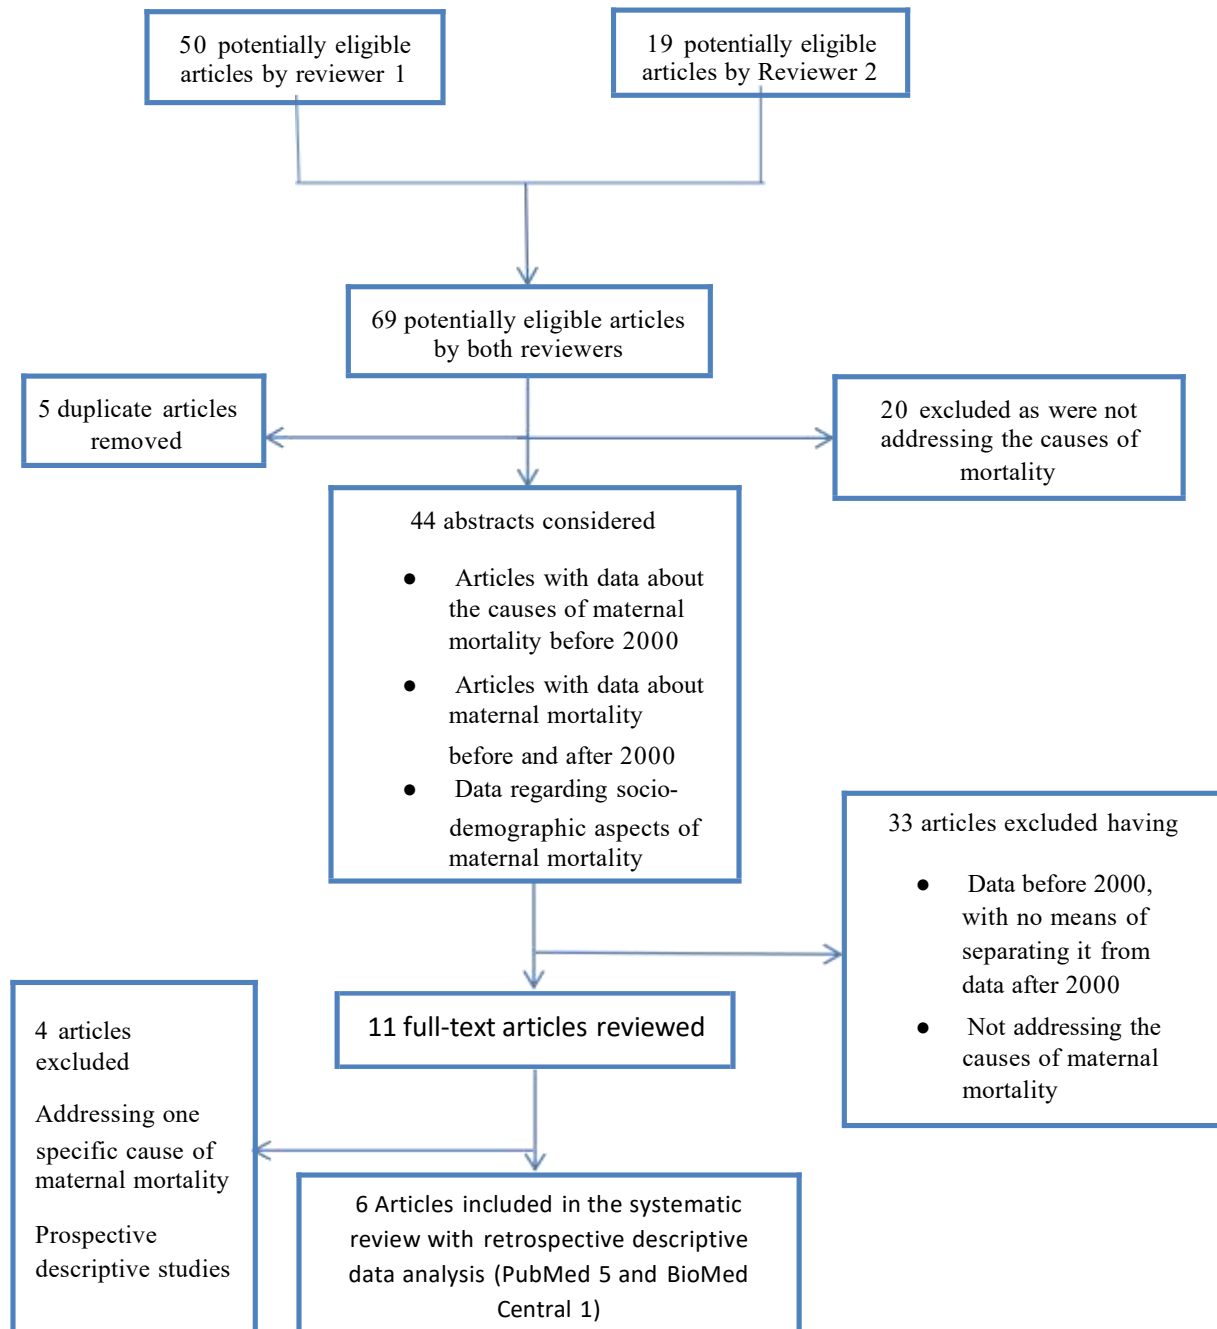 50 potentially eligible
articles by reviewer 1
19 potentially eligible
articles by Reviewer 2
69 potentially eligible articles
by both reviewers
5 duplicate articles
removed
20 excluded as were not
addressing the causes of
mortality
44 abstracts considered
● Articles with data about
the causes of maternal
mortality before 2000
● Articles with data about
maternal mortality
before and after 2000
● Data regarding socio-
demographic aspects of
maternal mortality
33 articles excluded having
● Data before 2000,
with no means of
separating it from
data after 2000
● Not addressing the
causes of maternal
mortality
11 full-text articles reviewed
4 articles
excluded
Addressing one
specific cause of
maternal mortality
Prospective
descriptive studies
6 Articles included in the systematic
review with retrospective descriptive
data analysis (PubMed 5 and BioMed
Central 1)